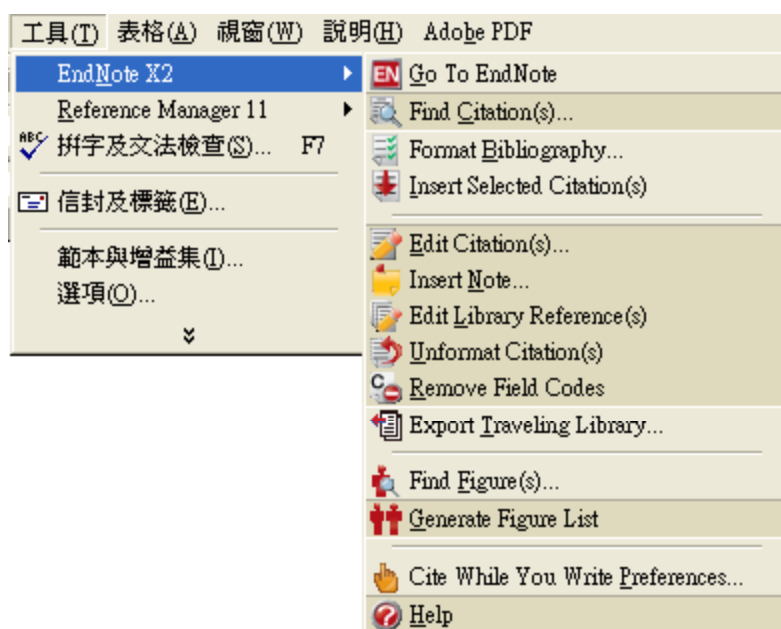 工具(T) 表格(A) 視窗(W) 說明(H) Adobe PDF
EndNote X2
Reference Manager 11
ABC 拼字及文法檢查(S)... F7
信封及標籤(E)...
範本與增益集(I)...
選項(O)...
EN Go To EndNote
Find Citation(s)...
Format Bibliography...
Insert Selected Citation(s)
Edit Citation(s)...
Insert Note...
Edit Library Reference(s)
Unformat Citation(s)
Remove Field Codes
Export Traveling Library...
Find Figure(s)...
Generate Figure List
Cite While You Write Preferences...
Help